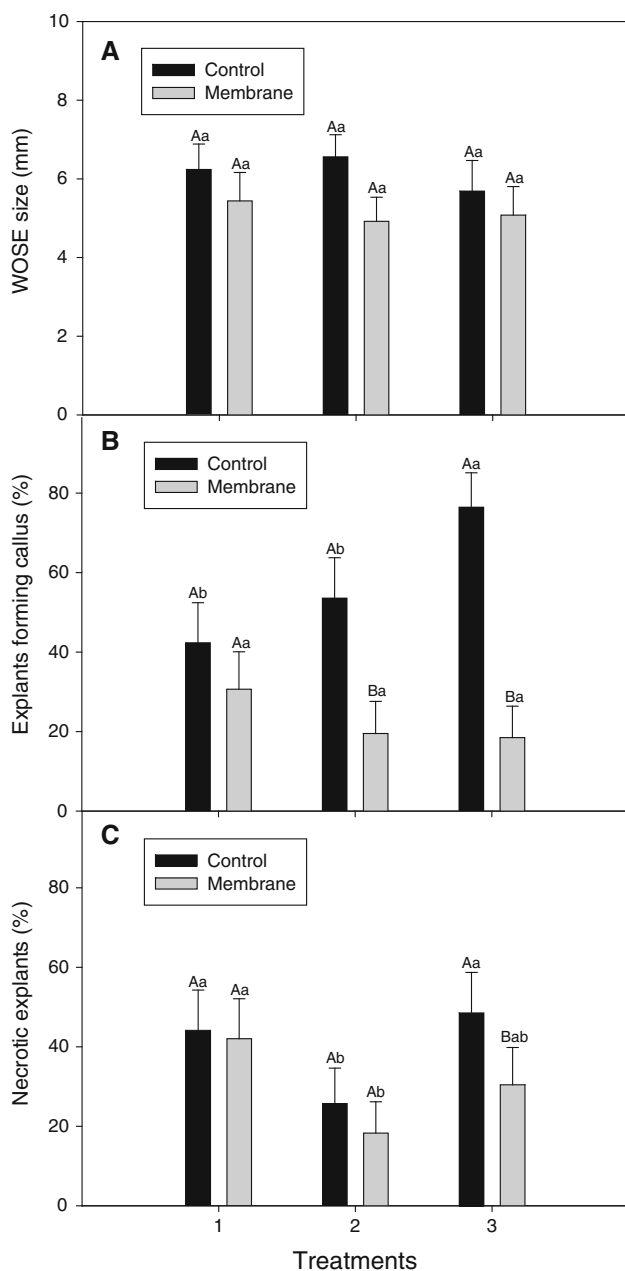 10
A
Control
Membrane
8
Aa
Aa
Aa
Aa
Aa
Aa
6
4
2
0
WOSE size (mm)
B
Control
Membrane
80
Aa
Ab
Ab
Aa
Ba
Ba
60
40
20
0
Explants forming callus (%)
C
Control
Membrane
80
60
Aa
Aa
Aa
Ab
Ab
Bab
40
20
0
Necrotic explants (%)
1
2
3
Treatments